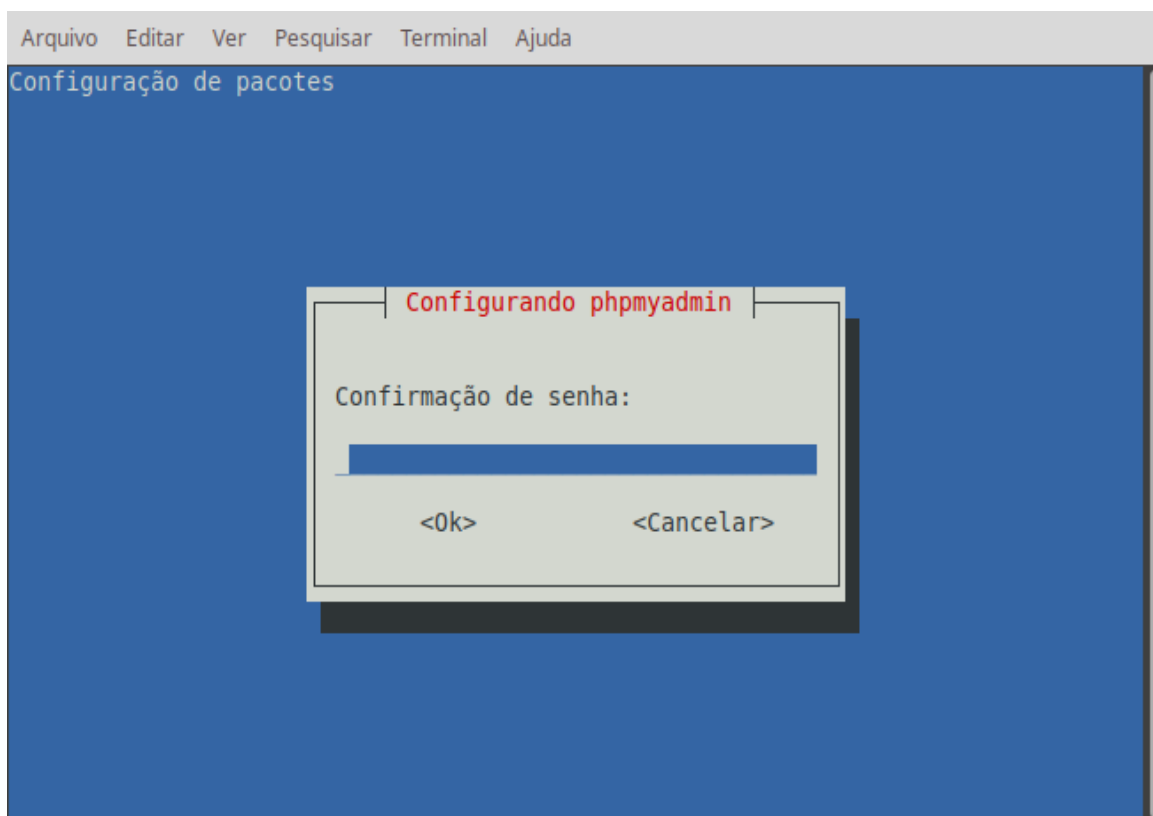 Arquivo Editar Ver Pesquisar Terminal Ajuda
Configuração de pacotes
Configurando phpmyadmin
Confirmação de senha:
<Ok> <Cancelar>